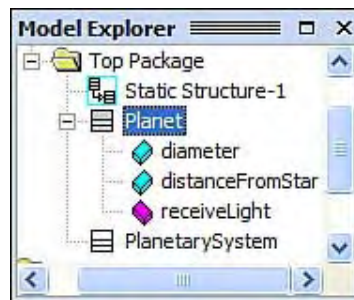 Model Explorer
Top Package
Static Structure-1
Planet
diameter
distanceFromStar
receiveLight
PlanetarySystem